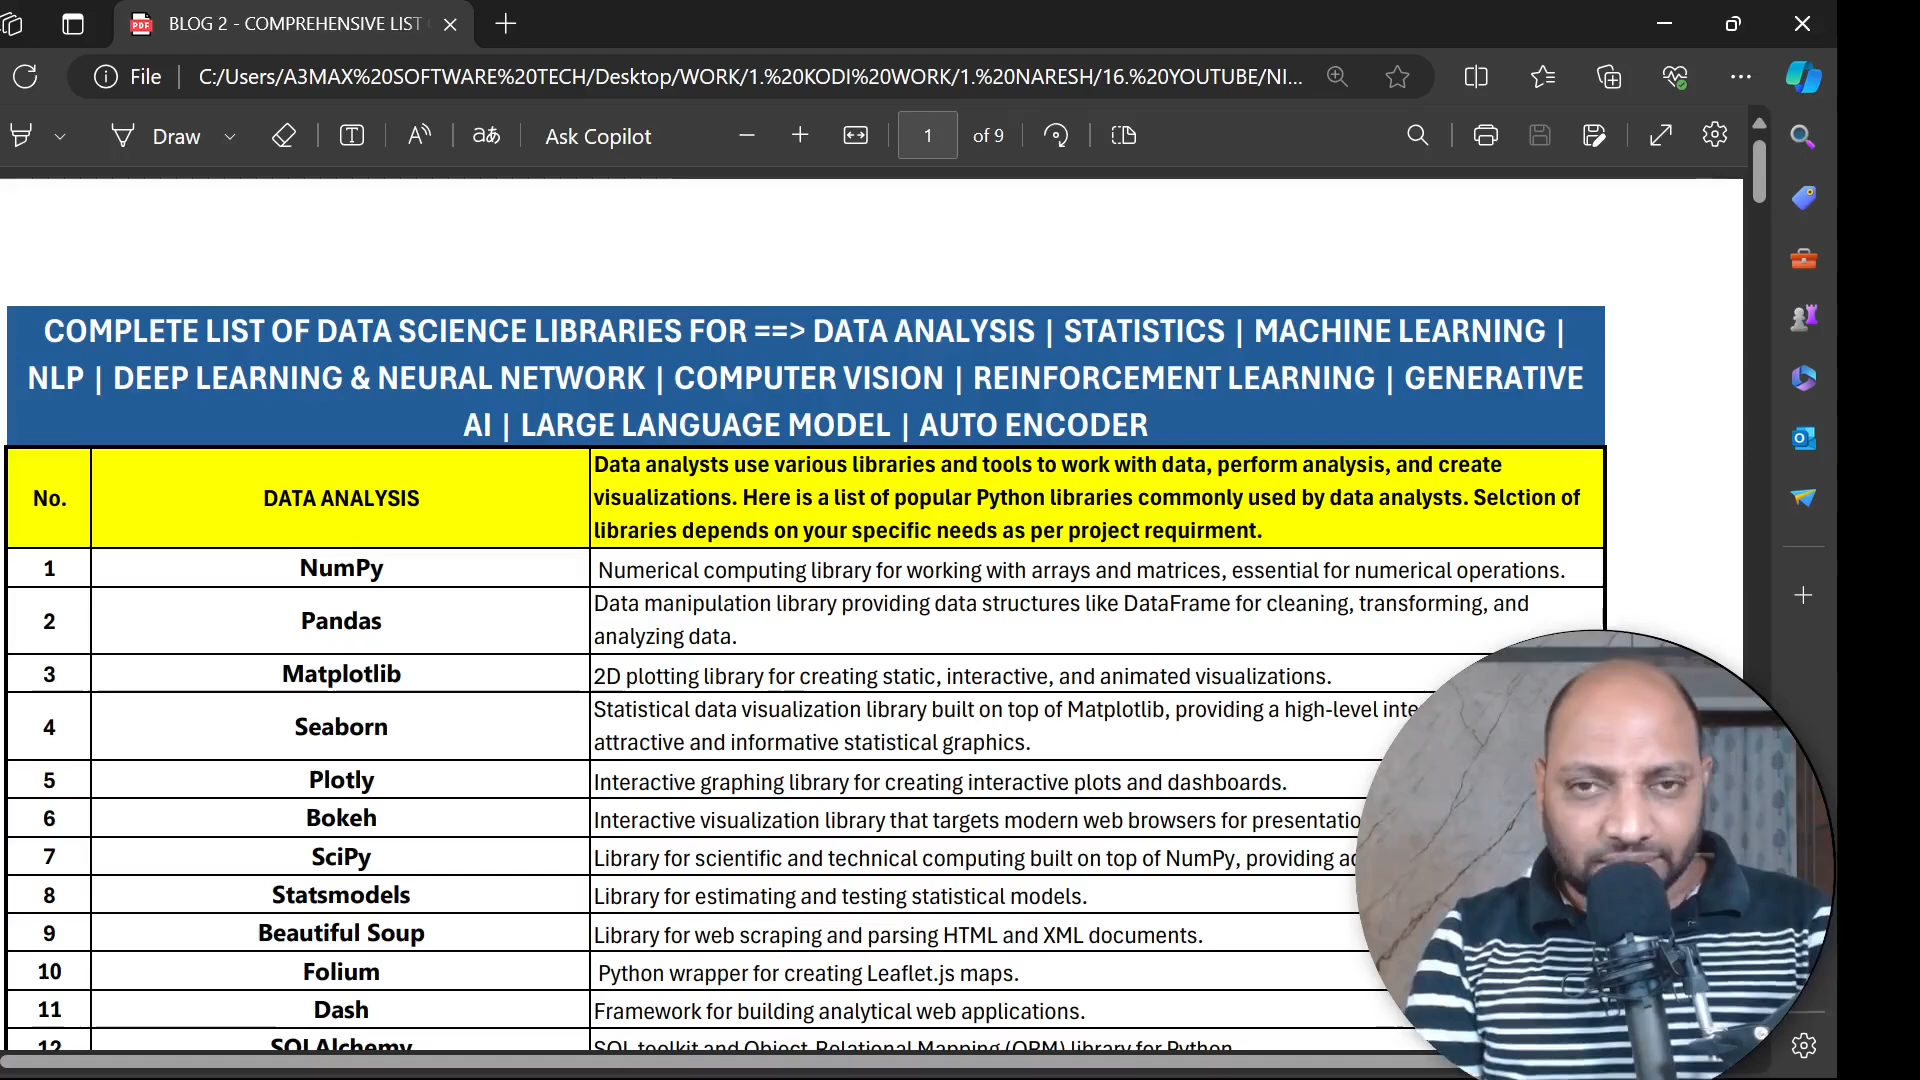 BLOG 2 - COMPREHENSIVE LIST
File
C:/Users/A3MAX%20SOFTWARE%20TECH/Desktop/WORK/1.%20KODI%20WORK/1.%20NARESH/16.%20YOUTUBE/NI...
Draw
Ask Copilot
1 of 9
COMPLETE LIST OF DATA SCIENCE LIBRARIES FOR ==> DATA ANALYSIS | STATISTICS | MACHINE LEARNING |
NLP | DEEP LEARNING & NEURAL NETWORK | COMPUTER VISION | REINFORCEMENT LEARNING | GENERATIVE
AI | LARGE LANGUAGE MODEL | AUTO ENCODER
No. DATA ANALYSIS
Data analysts use various libraries and tools to work with data, perform analysis, and create
visualizations. Here is a list of popular Python libraries commonly used by data analysts. Selction of
libraries depends on your specific needs as per project requirment.
1 NumPy Numerical computing library for working with arrays and matrices, essential for numerical operations.
2 Pandas Data manipulation library providing data structures like DataFrame for cleaning, transforming, and
analyzing data.
3 Matplotlib 2D plotting library for creating static, interactive, and animated visualizations.
4 Seaborn Statistical data visualization library built on top of Matplotlib, providing a high-level inte
attractive and informative statistical graphics.
5 Plotly Interactive graphing library for creating interactive plots and dashboards.
6 Bokeh Interactive visualization library that targets modern web browsers for presentatio
7 SciPy Library for scientific and technical computing built on top of NumPy, providing
8 Statsmodels Library for estimating and testing statistical models.
9 Beautiful Soup Library for web scraping and parsing HTML and XML documents.
10 Folium Python wrapper for creating Leaflet.js maps.
11 Dash Framework for building analytical web applications.
12 SQLAlchemy SQL toolkit and Object-Relational Mapping (ORM) library for Python.